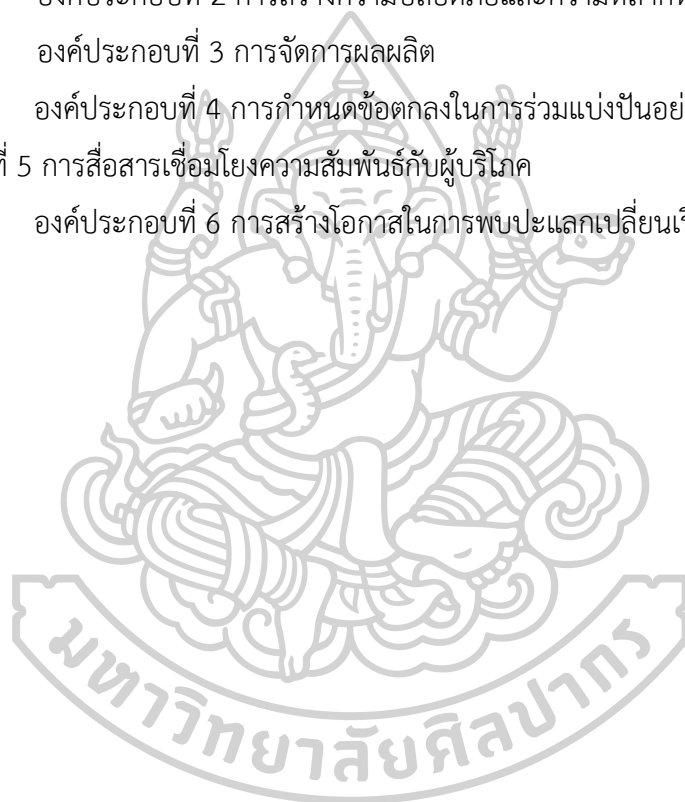 องค์ประกอบที่ 3 การจัดการผลผลิต
องค์ประกอบที่ 4 การกำหนดข้อตกลงในการร่วมแบ่งปันอย่
ที่ 5 การสื่อสารเชื่อมโยงความสัมพันธ์กับผู้บริโภค
องค์ประกอบที่ 6 การสร้างโอกาสในการพบปะแลกเปลี่ยนเรี
มหาวิทยาลัยศิลปากร